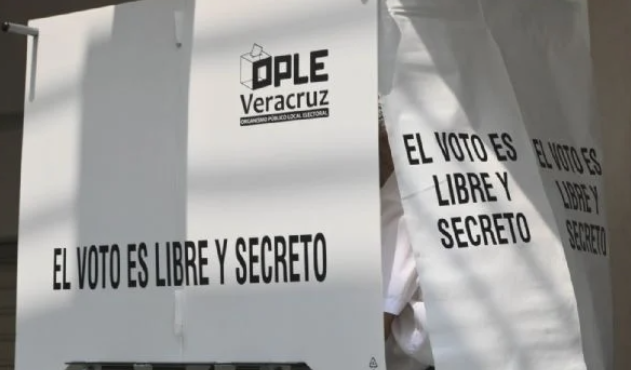 OPLE
Veracruz
ORGANISMO PÚBLICO LOCAL ELECTORAL
EL VOTO ES LIBRE Y SECRETO
EL VOTO ES
LIBRE Y
SECRETO
EL VOTO ES
LIBRE Y
SECRETO